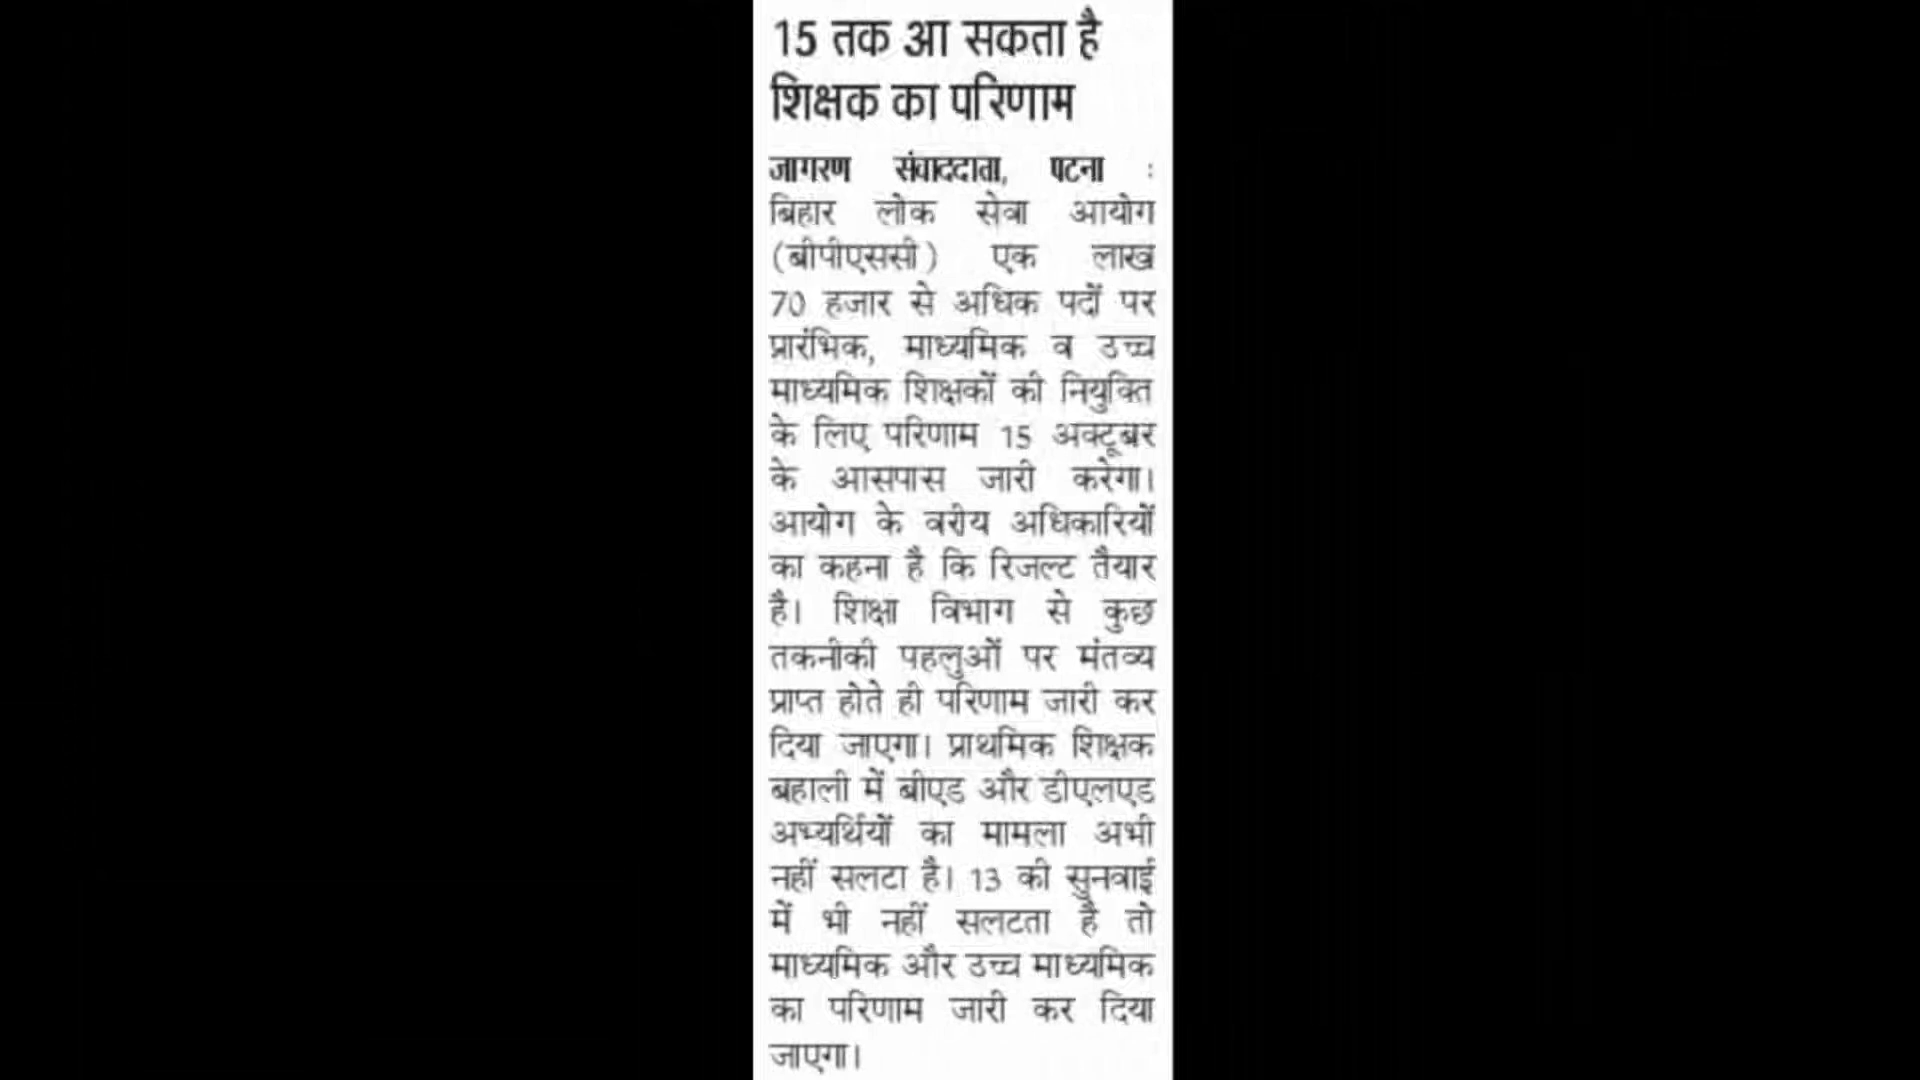 15 तक आ सकता है
शिक्षक का परिणाम
जागरण संवाददाता, पटना :
बिहार लोक सेवा आयोग
(बीपीएससी) एक लाख
70 हजार से अधिक पदों पर
प्रारंभिक, माध्यमिक व उच्च
माध्यमिक शिक्षकों की नियुक्ति
के लिए परिणाम 15 अक्टूबर
के आसपास जारी करेगा।
आयोग के वरीय अधिकारियों
का कहना है कि रिजल्ट तैयार
है। शिक्षा विभाग से कुछ
तकनीकी पहलुओं पर मंतव्य
प्राप्त होते ही परिणाम जारी कर
दिया जाएगा। प्राथमिक शिक्षक
बहाली में बीएड और डीएलएड
अभ्यर्थियों का मामला अभी
नहीं सलटा है। 13 की सुनवाई
में भी नहीं सलटता है तो
माध्यमिक और उच्च माध्यमिक
का परिणाम जारी कर दिया
जाएगा।